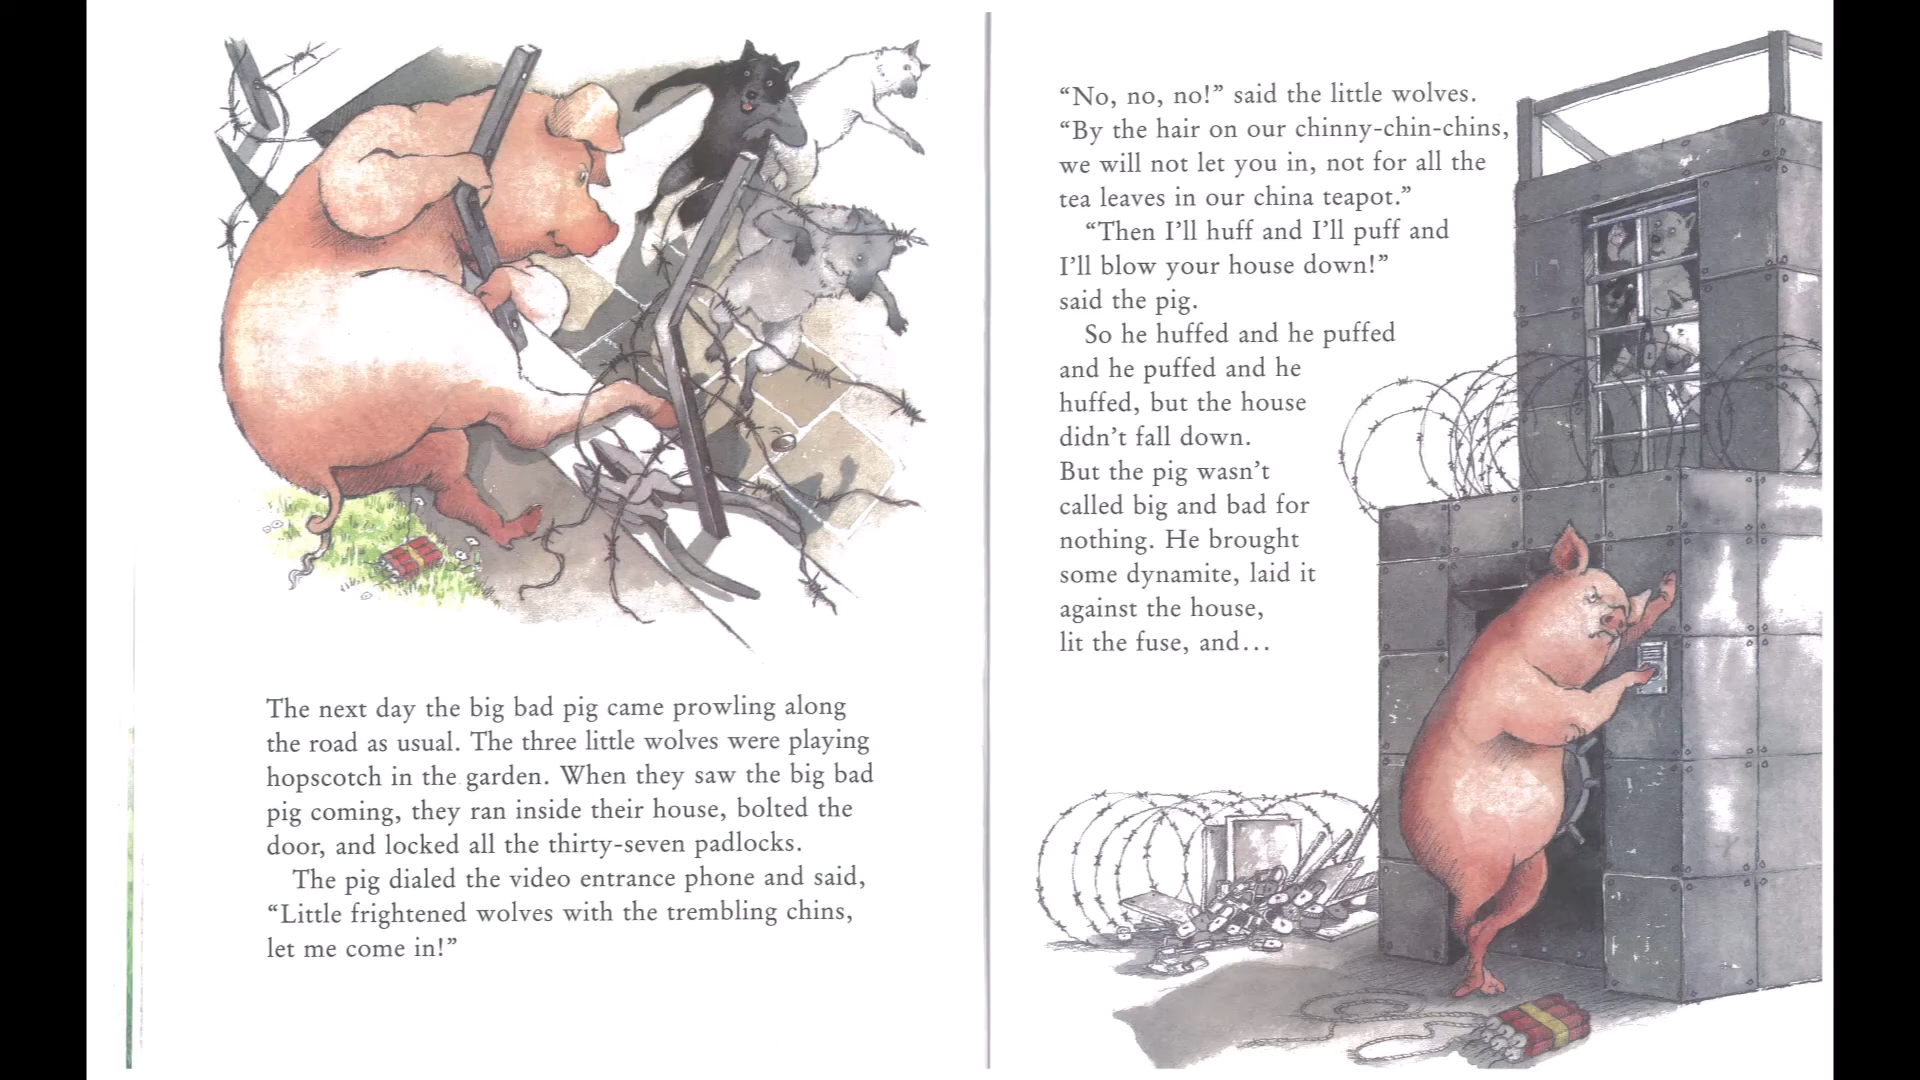 The next day the big bad pig came prowling along
the road as usual. The three little wolves were playing
hopscotch in the garden. When they saw the big bad
pig coming, they ran inside their house, bolted the
door, and locked all the thirty-seven padlocks.
The pig dialed the video entrance phone and said,
“Little frightened wolves with the trembling chins,
let me come in!”
“No, no, no!” said the little wolves.
“By the hair on our chinny-chin-chins,
we will not let you in, not for all the
tea leaves in our china teapot.”
“Then I’ll huff and I’ll puff and
I’ll blow your house down!”
said the pig.
So he huffed and he puffed
and he puffed and he
huffed, but the house
didn’t fall down.
But the pig wasn’t
called big and bad for
nothing. He brought
some dynamite, laid it
against the house,
lit the fuse, and…